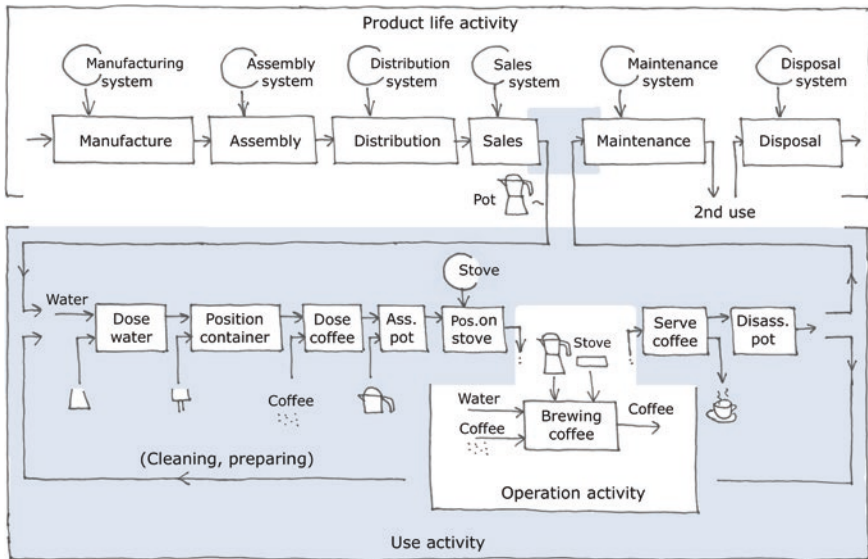 Product life activity
Manufacturing
system
Assembly
system
Distribution
system
Sales
system
Maintenance
system
Disposal
system
Manufacture
Assembly
Distribution
Sales
Maintenance
Disposal
Pot
2nd use
Stove
Water
Dose
water
Position
container
Dose
coffee
Ass.
pot
Pos.on
stove
Stove
Serve
coffee
Disass.
pot
Coffee
Water
Coffee
Brewing
coffee
Coffee
(Cleaning, preparing)
Operation activity
Use activity